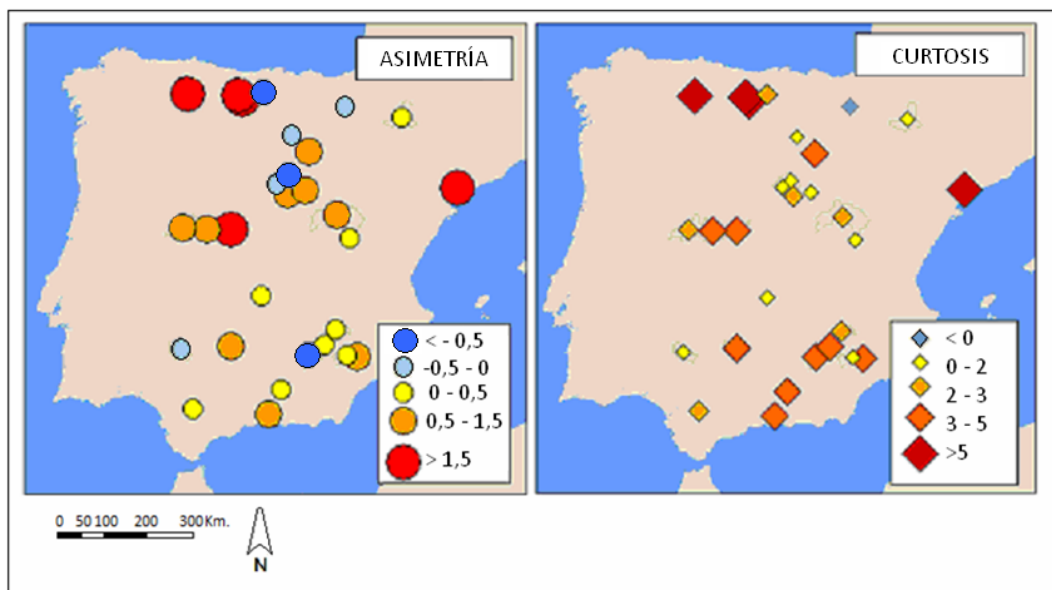 ASIMETRÍA
< - 0,5
-0,5 - 0
0 - 0,5
0,5 - 1,5
> 1,5
CURTOSIS
< 0
0 - 2
2 - 3
3 - 5
>5
0 50 100 200 300 Km.
N